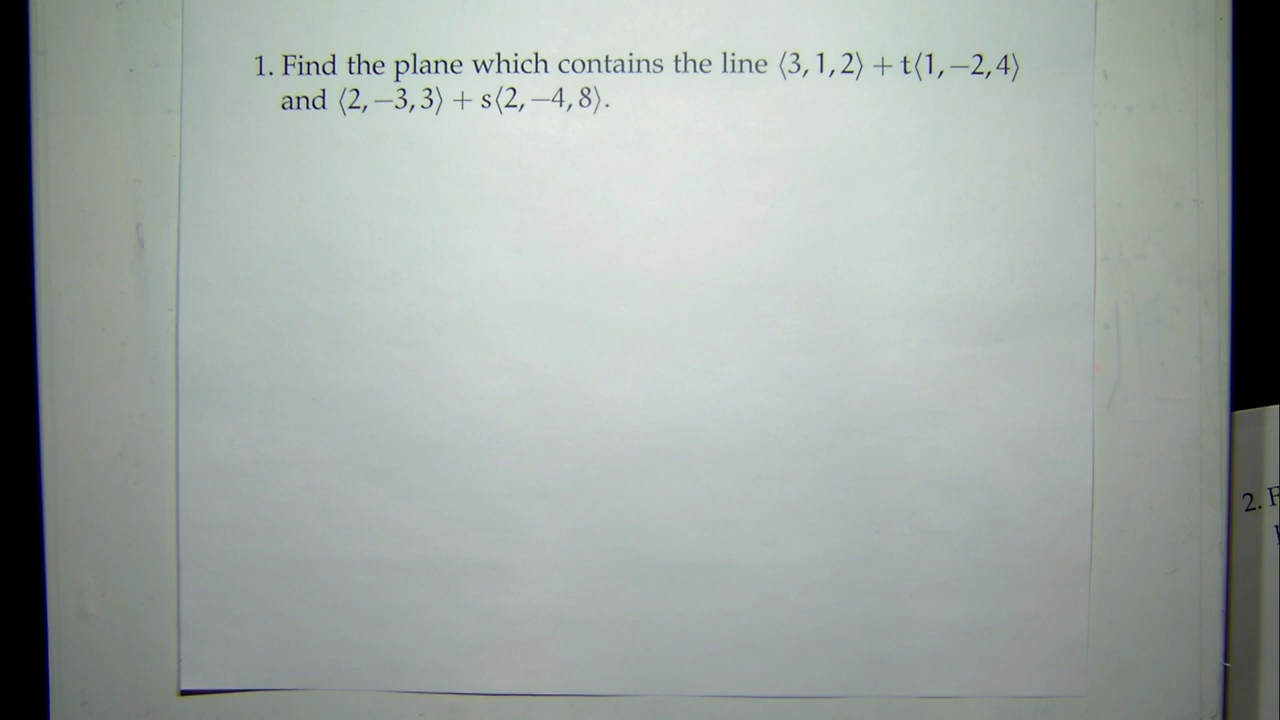 1. Find the plane which contains the line ⟨3, 1, 2⟩ + t⟨1, −2, 4⟩
and ⟨2, −3, 3⟩ + s⟨2, −4, 8⟩.
2.